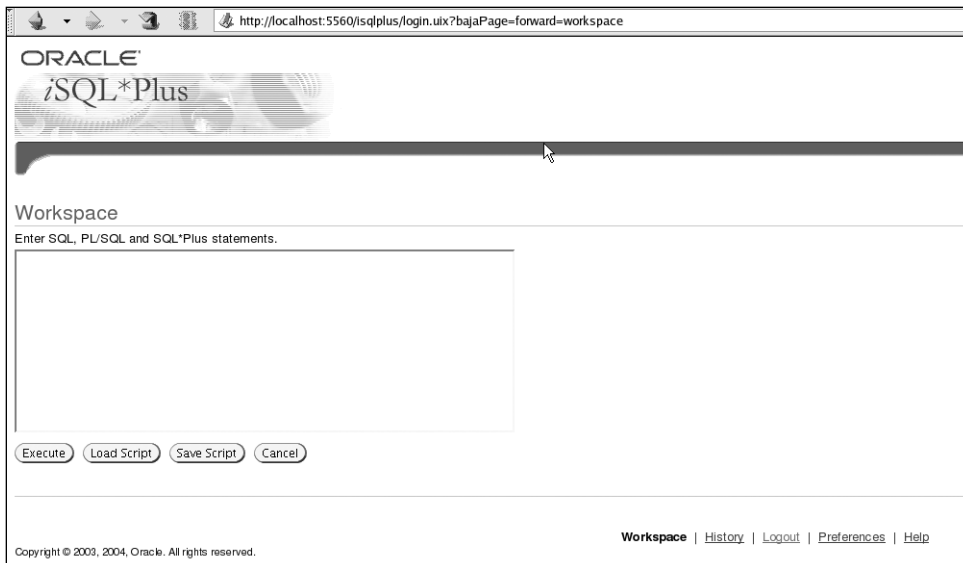 http://localhost:5560/isqlplus/login.uix?bajaPage=forward=workspace
ORACLE
iSQL*Plus
Workspace
Enter SQL, PL/SQL and SQL*Plus statements.
Execute Load Script Save Script Cancel
Workspace | History | Logout | Preferences | Help
Copyright © 2003, 2004, Oracle. All rights reserved.